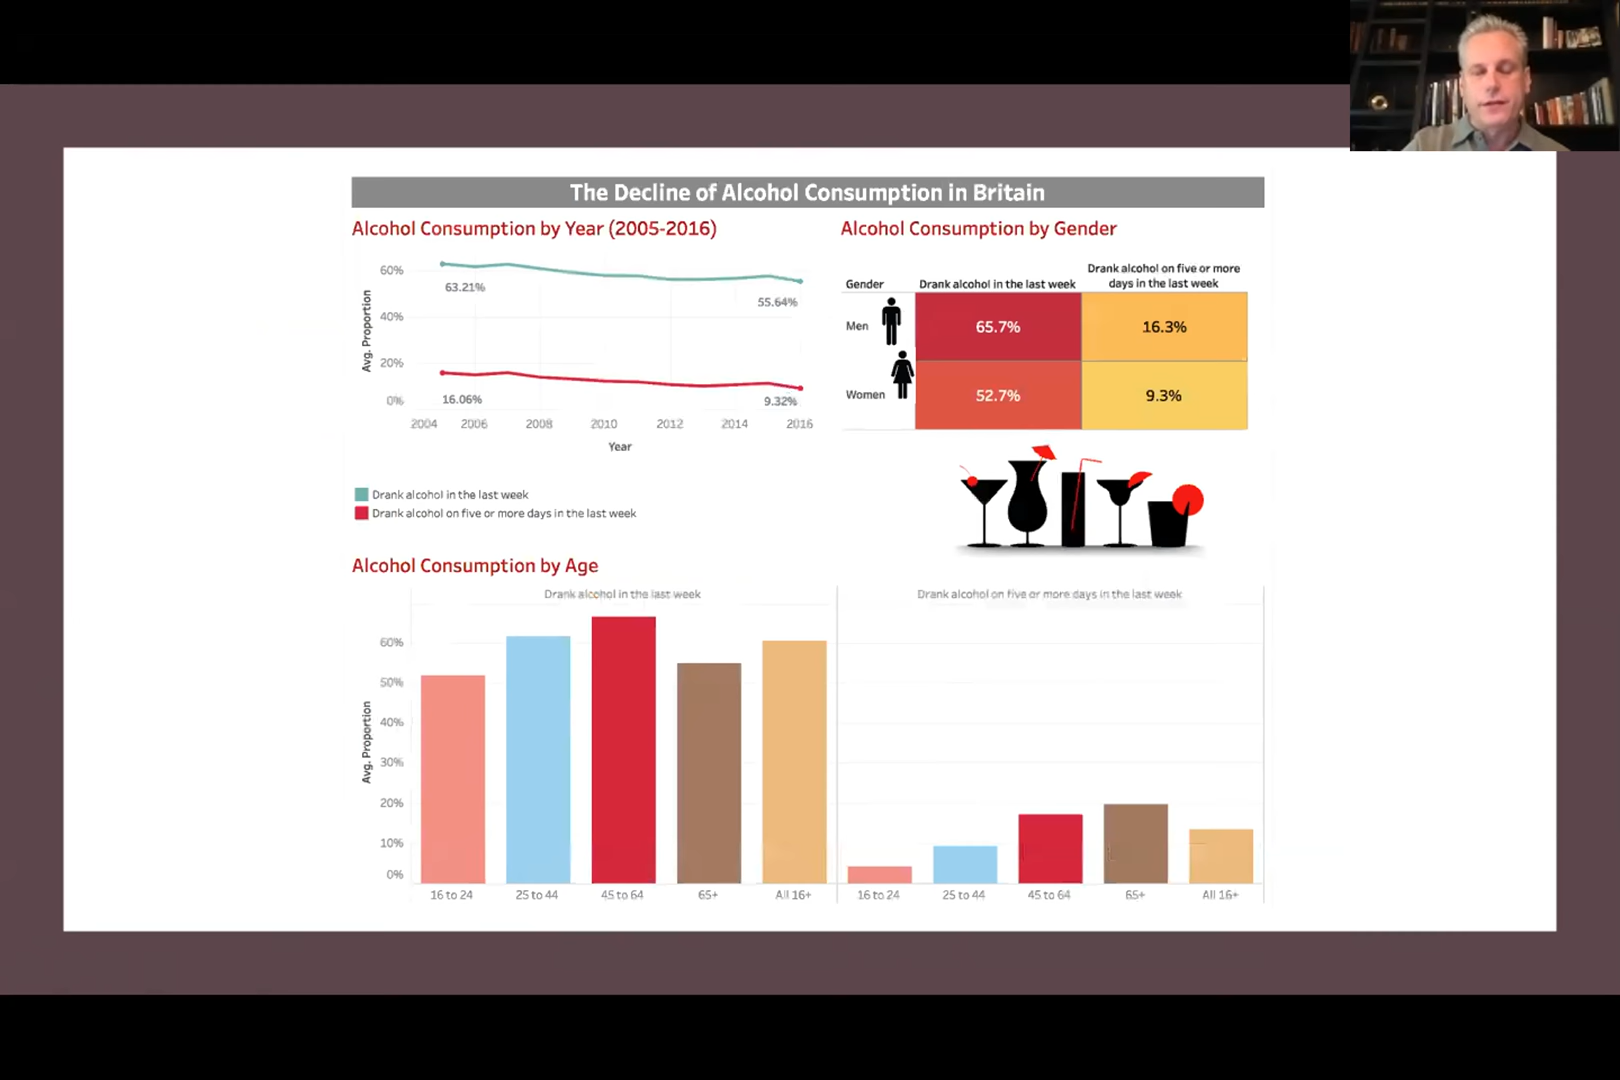 The Decline of Alcohol Consumption in Britain
Alcohol Consumption by Year (2005-2016)
60%
63.21%
55.64%
40%
20%
0%
16.06%
9.32%
2004 2006 2008 2010 2012 2014 2016
Year
Avg. Proportion
Drank alcohol in the last week
Drank alcohol on five or more days in the last week
Alcohol Consumption by Gender
Gender Drank alcohol in the last week Drank alcohol on five or more
days in the last week
Men 65.7% 16.3%
Women 52.7% 9.3%
Alcohol Consumption by Age
Drank alcohol in the last week Drank alcohol on five or more days in the last week
60%
50%
40%
30%
20%
10%
0%
Avg. Proportion
16 to 24 25 to 44 45 to 64 65+ All 16+ 16 to 24 25 to 44 45 to 64 65+ All 16+